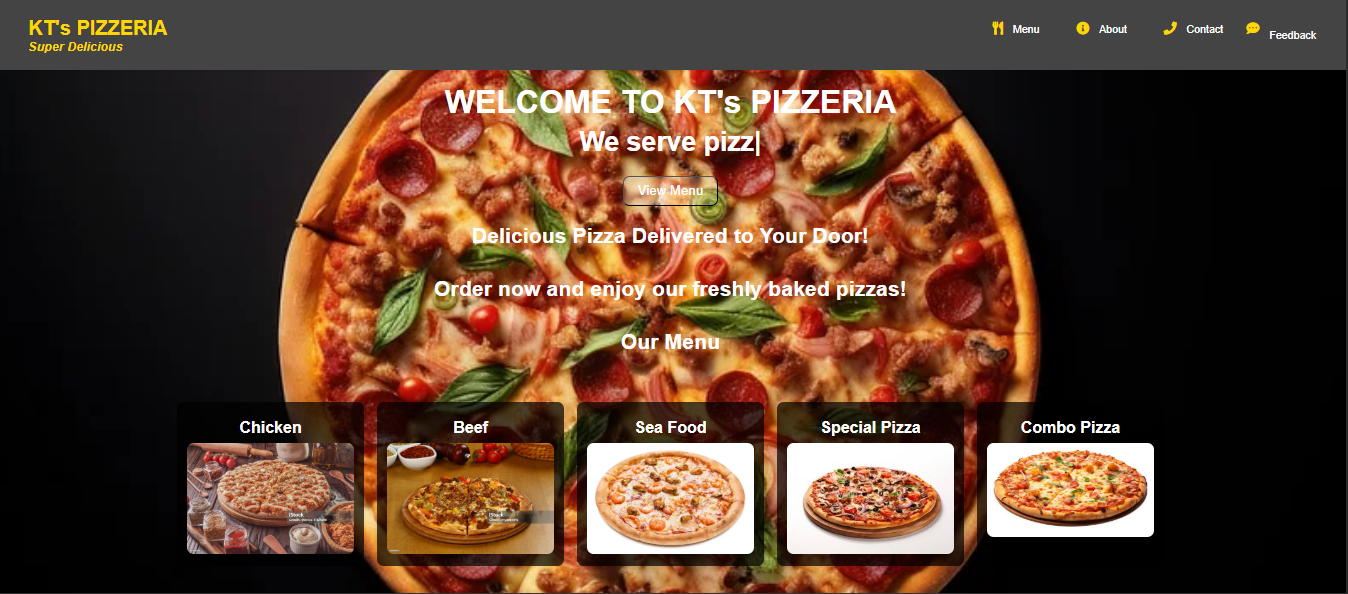 KT's PIZZERIA
Super Delicious
Menu
About
Contact
Feedback
WELCOME TO KT's PIZZERIA
We serve pizz|
View Menu
Delicious Pizza Delivered to Your Door!
Order now and enjoy our freshly baked pizzas!
Our Menu
Chicken
Beef
Sea Food
Special Pizza
Combo Pizza
iStock
iStock